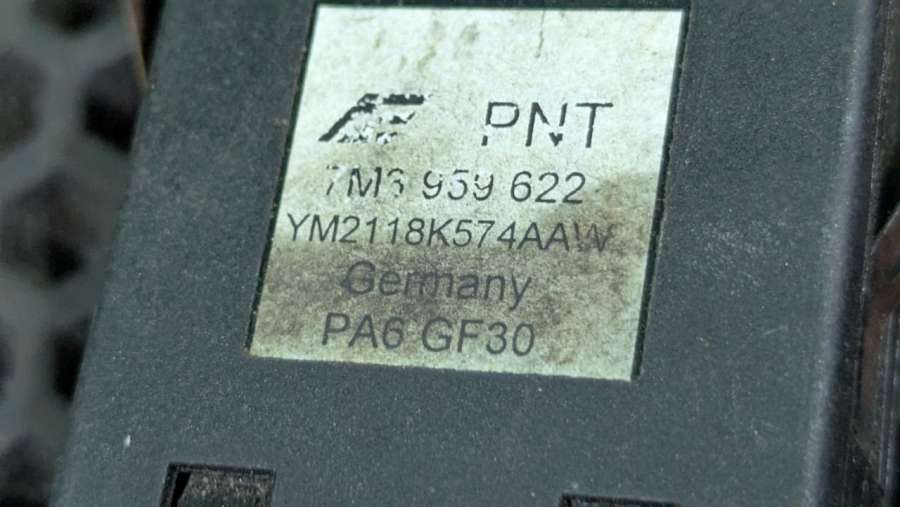 PNT
7M3 959 622
YM2118K574AAW
Germany
PA6 GF30